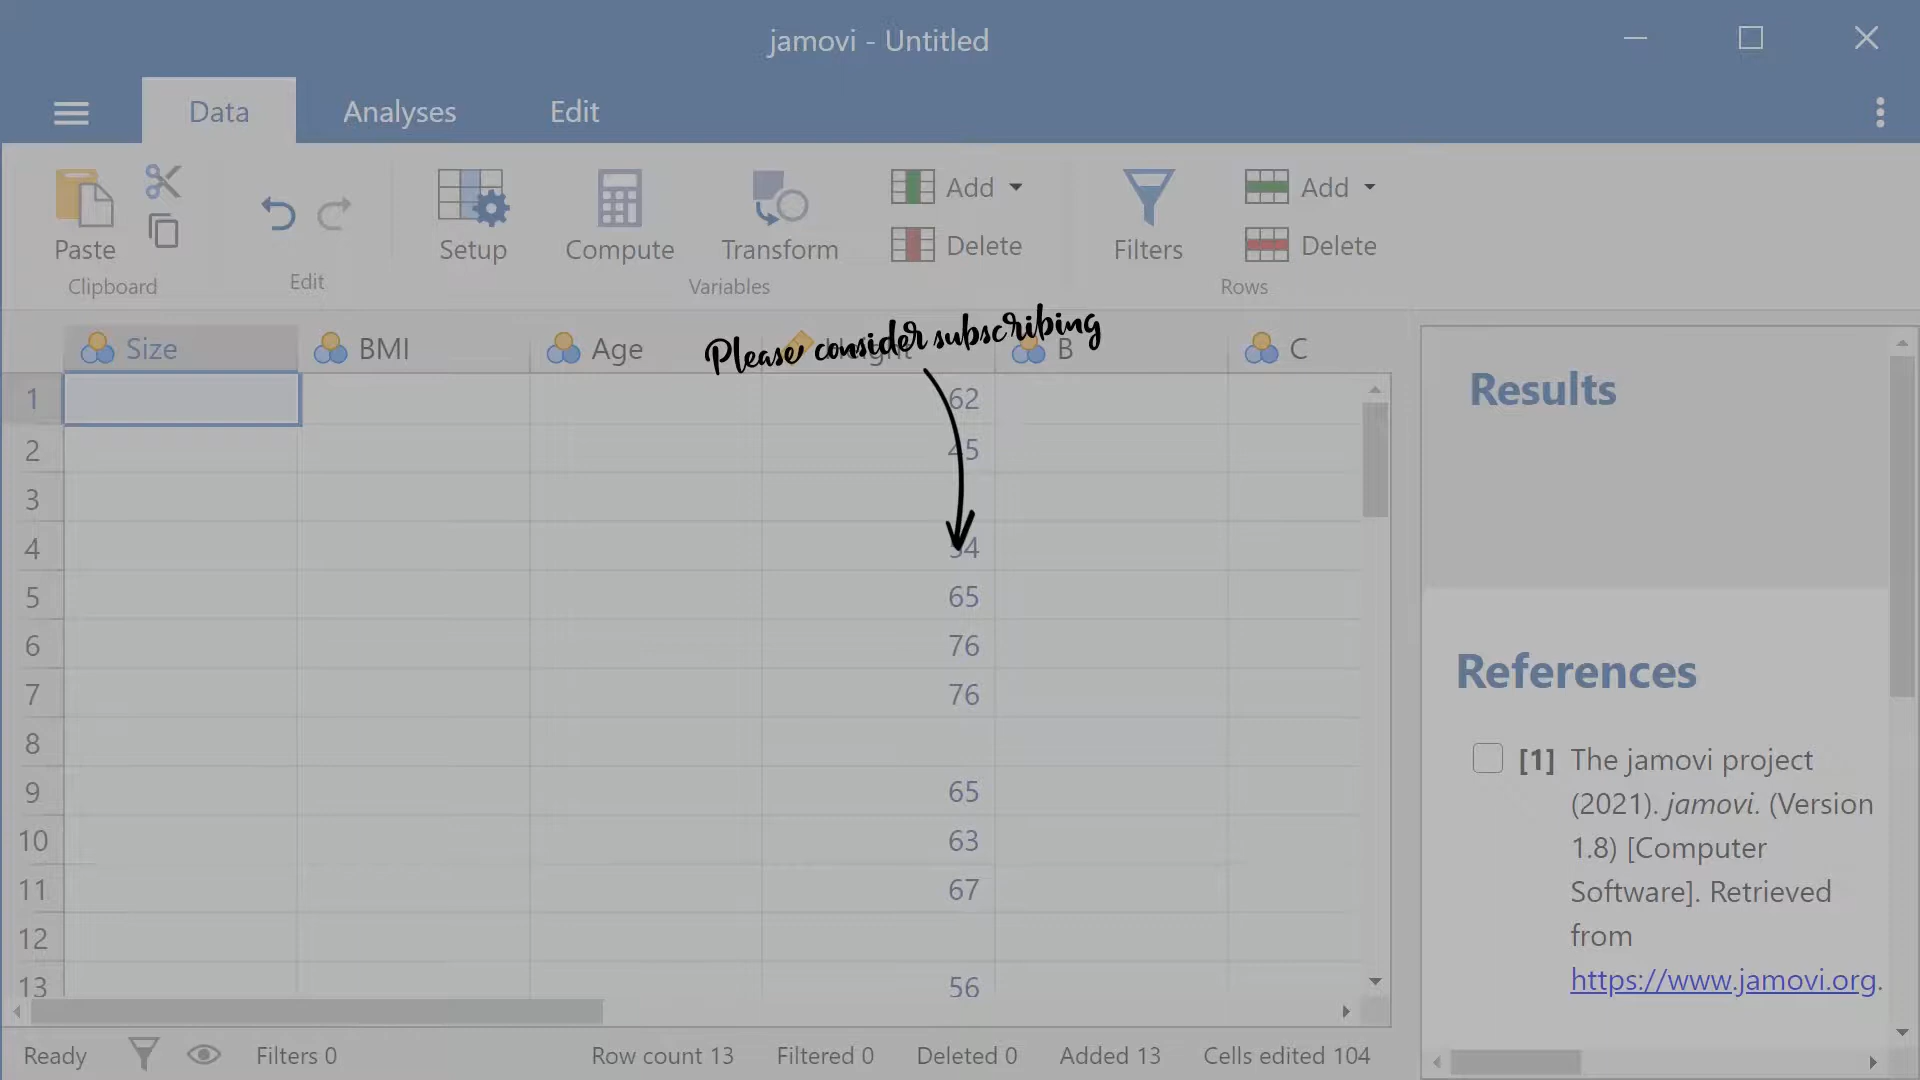 jamovi - Untitled
Data Analyses Edit
Paste
Clipboard
Edit
Setup Compute Transform
Add
Delete
Variables
Filters
Add
Delete
Rows
Please consider subscribing
Size BMI Age Height B C
1 62
2 45
3
4 54
5 65
6 76
7 76
8
9 65
10 63
11 67
12
13 56
Results
References
[1] The jamovi project
(2021). jamovi. (Version
1.8) [Computer
Software]. Retrieved
from
https://www.jamovi.org.
Ready Filters 0 Row count 13 Filtered 0 Deleted 0 Added 13 Cells edited 104